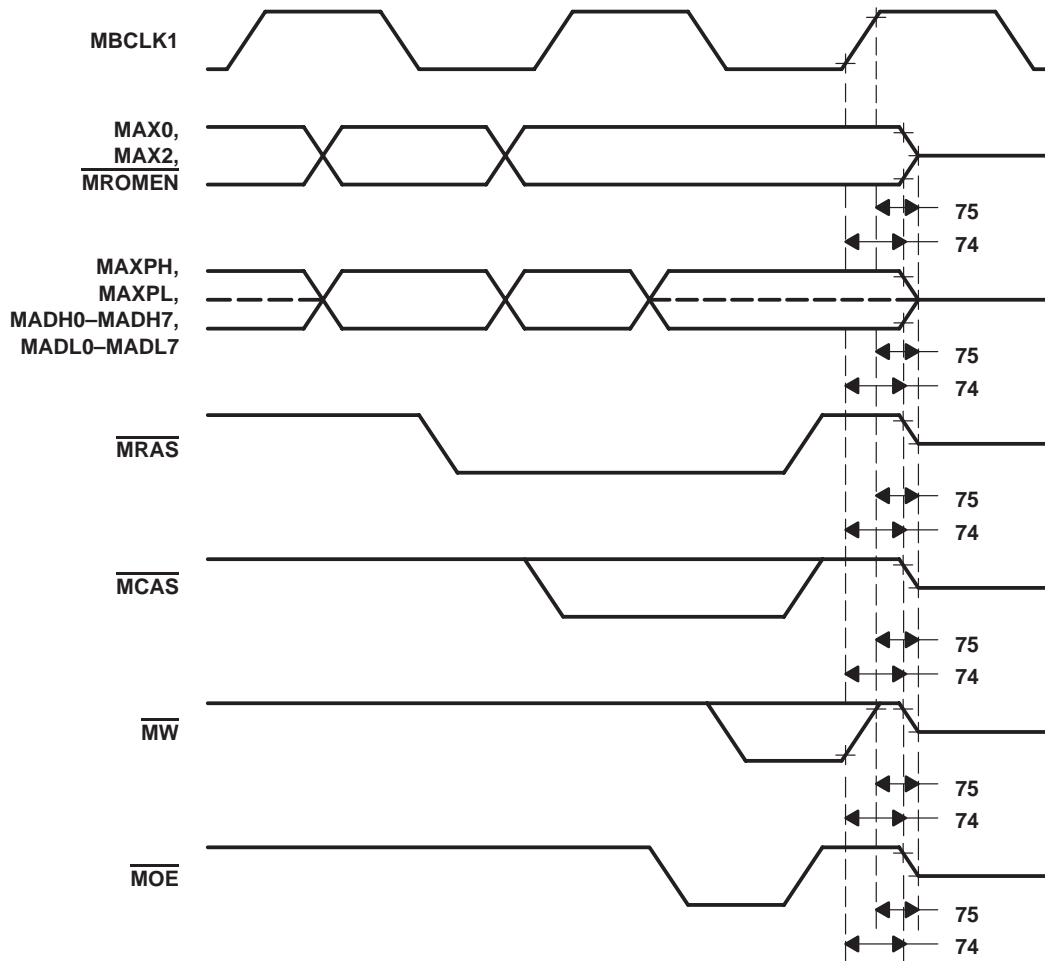 MBCLK1
MAX0,
MAX2,
MROMEN
75
74
MAXPH,
MAXPL,
MADH0–MADH7,
MADL0–MADL7
75
74
MRAS
75
74
MCAS
75
74
MW
75
74
MOE
75
74